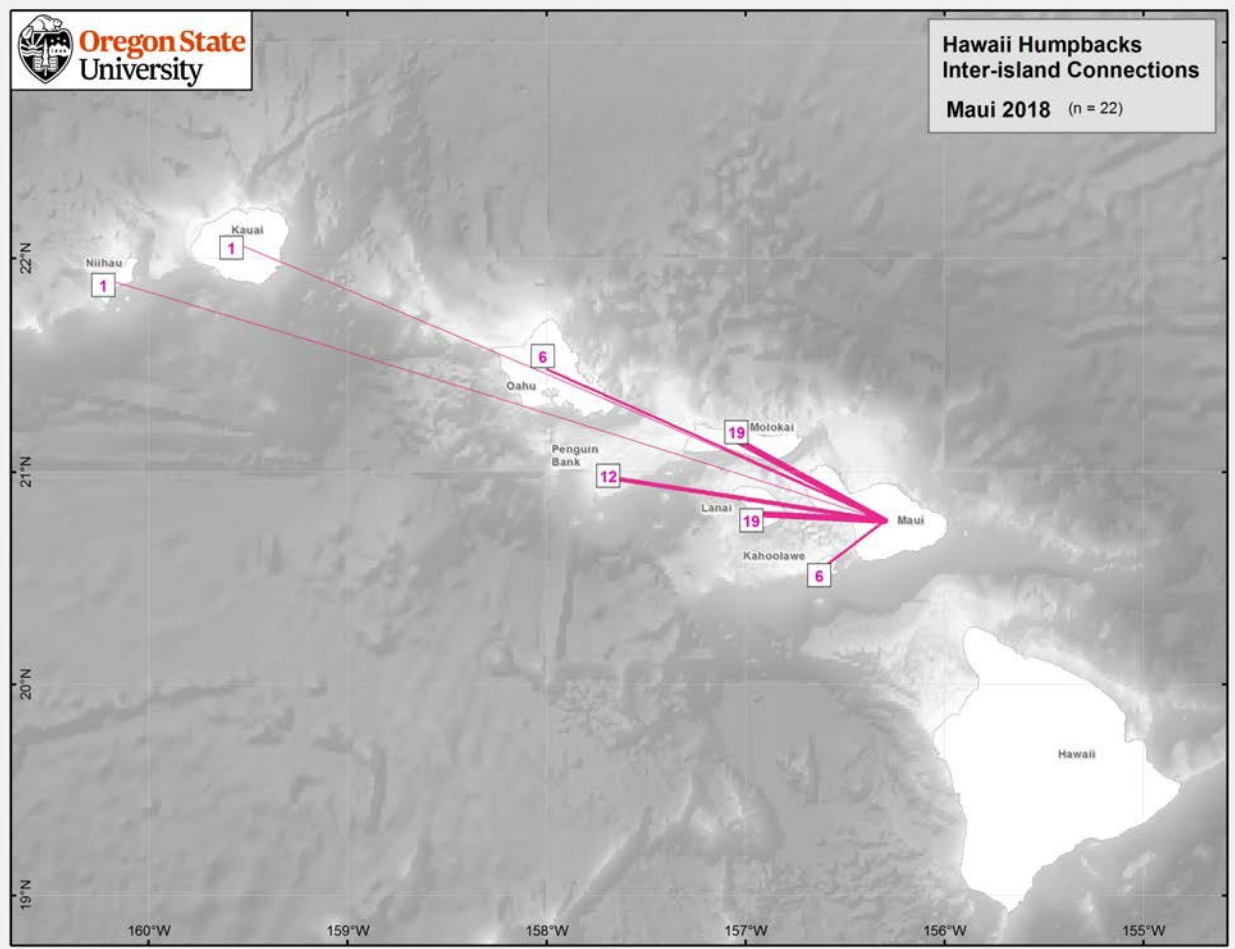 Oregon State
University
Hawaii Humpbacks
Inter-island Connections
Maui 2018 (n = 22)
Kauai
1
Niihau
1
22°N
6
Oahu
19
Molokai
Penguin
Bank
12
21°N
Lanai
19
Maui
Kahoolawe
6
20°N
Hawaii
19°N
160°W
159°W
158°W
157°W
156°W
155°W